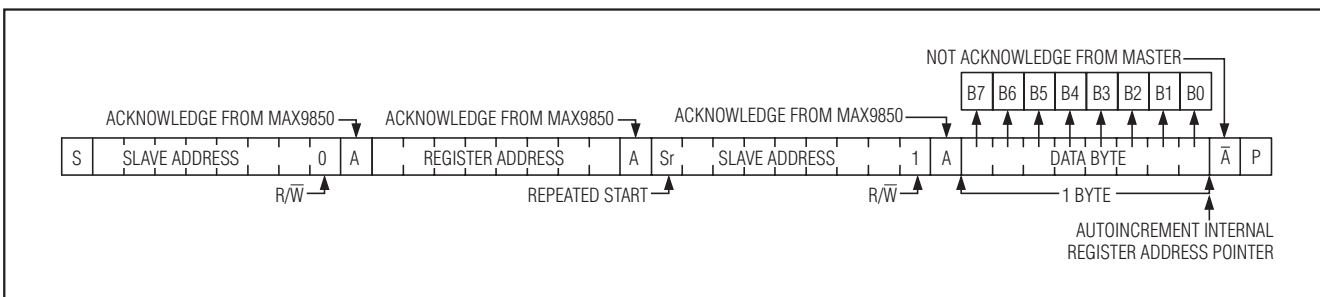 NOT ACKNOWLEDGE FROM MASTER
B7 B6 B5 B4 B3 B2 B1 B0
ACKNOWLEDGE FROM MAX9850 ACKNOWLEDGE FROM MAX9850 ACKNOWLEDGE FROM MAX9850
S SLAVE ADDRESS 0 A REGISTER ADDRESS A Sr SLAVE ADDRESS 1 A DATA BYTE A̅ P
R/W̅ REPEATED START R/W̅ 1 BYTE
AUTOINCREMENT INTERNAL
REGISTER ADDRESS POINTER